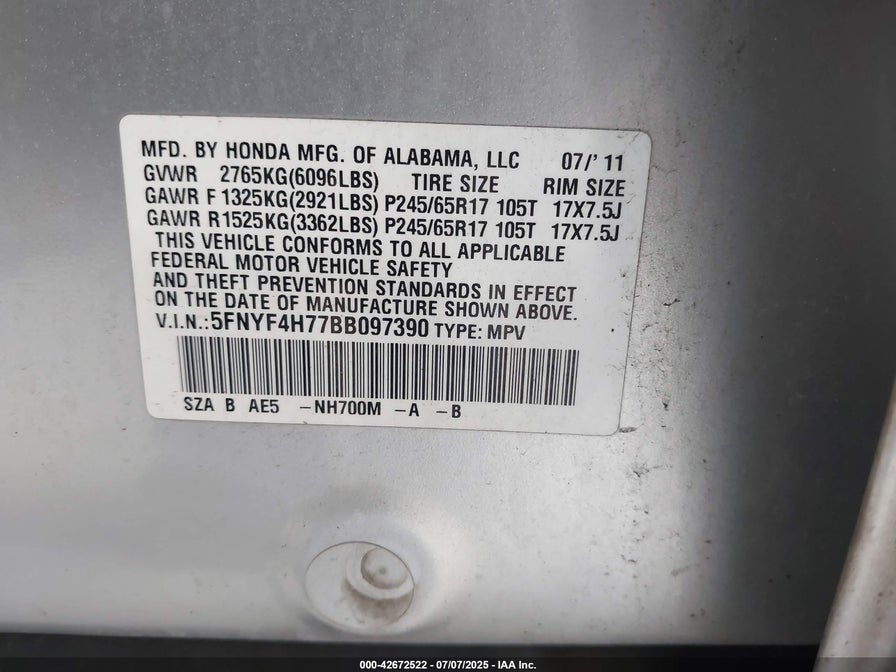 MFD. BY HONDA MFG. OF ALABAMA, LLC 07/' 11
GVWR 2765KG(6096LBS) TIRE SIZE RIM SIZE
GAWR F 1325KG(2921LBS) P245/65R17 105T 17X7.5J
GAWR R1525KG(3362LBS) P245/65R17 105T 17X7.5J
THIS VEHICLE CONFORMS TO ALL APPLICABLE
FEDERAL MOTOR VEHICLE SAFETY
AND THEFT PREVENTION STANDARDS IN EFFECT
ON THE DATE OF MANUFACTURE SHOWN ABOVE.
V.I.N.:5FNYF4H77BB097390 TYPE: MPV
SZA B AE5 -NH700M -A -B
000-42672522 - 07/07/2025 - IAA Inc.